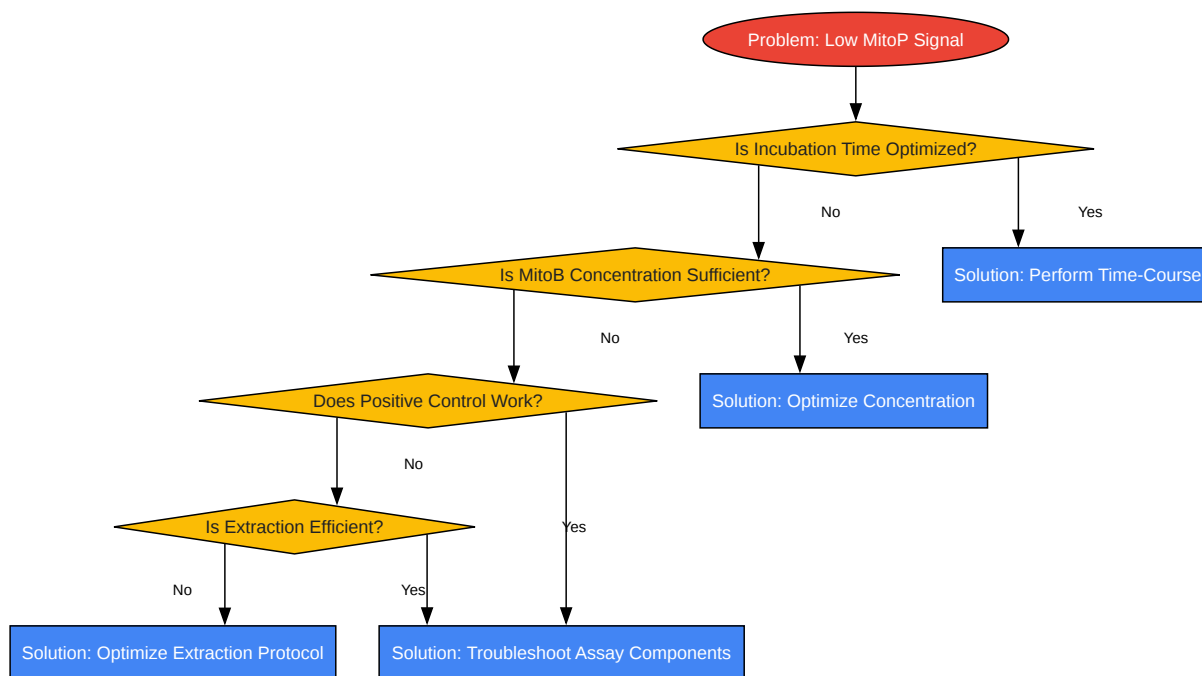 Problem: Low MitoP Signal
Is Incubation Time Optimized?
No
Yes
Is MitoB Concentration Sufficient?
Solution: Perform Time-Course
No
Yes
Does Positive Control Work?
Solution: Optimize Concentration
No
Is Extraction Efficient?
Yes
No
Yes
Solution: Optimize Extraction Protocol
Solution: Troubleshoot Assay Components